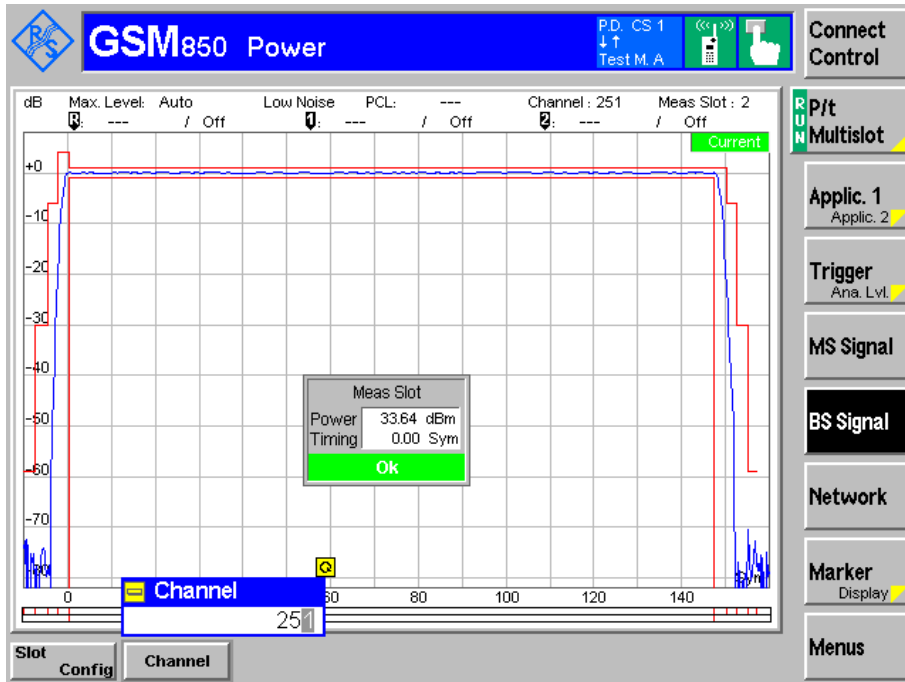 R&S GSM850 Power P.D. CS 1
↓↑
Test M. A
Connect Control
dB Max. Level: Auto Low Noise PCL: --- Channel : 251 Meas Slot : 2
R: --- / Off 1: --- / Off 2: --- / Off
Current
RUN
P/t Multislot
+0
-10
-20
-30
-40
-50
-60
-70
Meas Slot
Power 33.64 dBm
Timing 0.00 Sym
Ok
Applic. 1
Applic. 2
Trigger
Ana. Lvl.
MS Signal
BS Signal
Network
Marker
Display
Menus
0 60 80 100 120 140
Channel
251
Slot Config
Channel